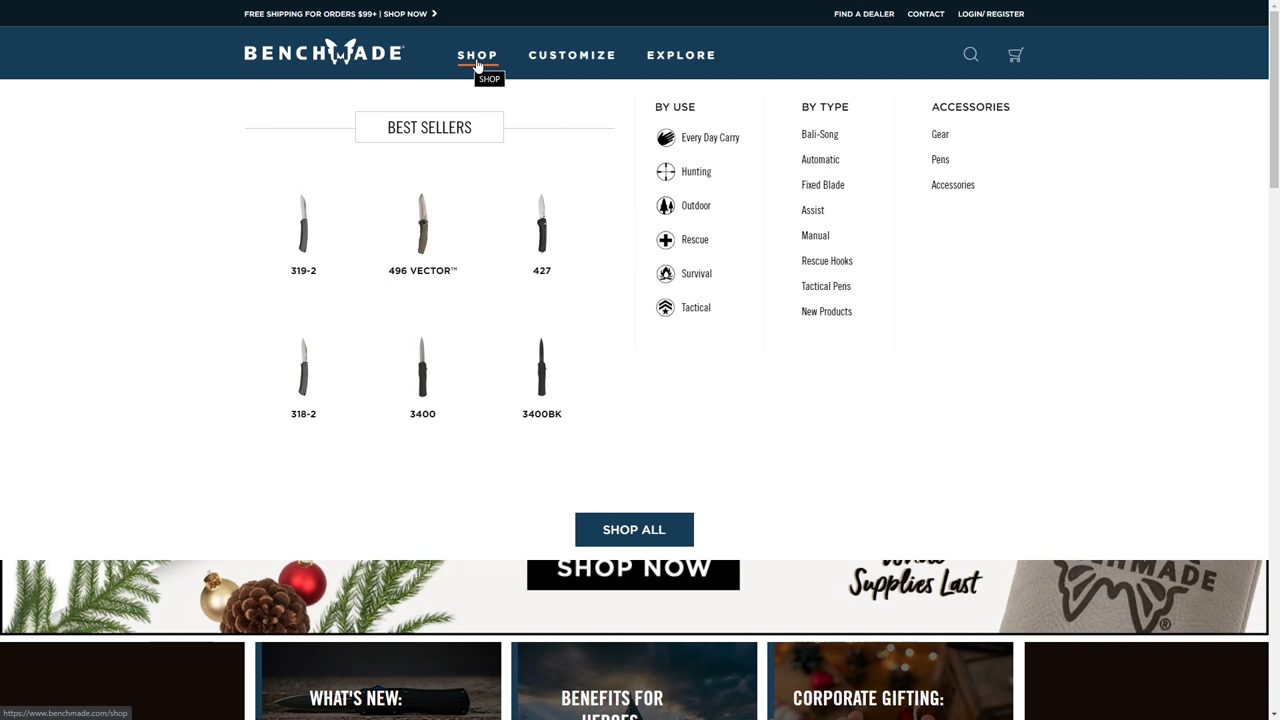 FREE SHIPPING FOR ORDERS $99+ | SHOP NOW
FIND A DEALER
CONTACT
LOGIN/ REGISTER
BENCHMADE
SHOP
CUSTOMIZE
EXPLORE
SHOP
BEST SELLERS
319-2
496 VECTOR™
427
318-2
3400
3400BK
BY USE
Every Day Carry
Hunting
Outdoor
Rescue
Survival
Tactical
BY TYPE
Bali-Song
Automatic
Fixed Blade
Assist
Manual
Rescue Hooks
Tactical Pens
New Products
ACCESSORIES
Gear
Pens
Accessories
SHOP ALL
SHOP NOW
While
Supplies Last
BENCHMADE
®
WHAT'S NEW:
BENEFITS FOR
HEROES
CORPORATE GIFTING:
https://www.benchmade.com/shop